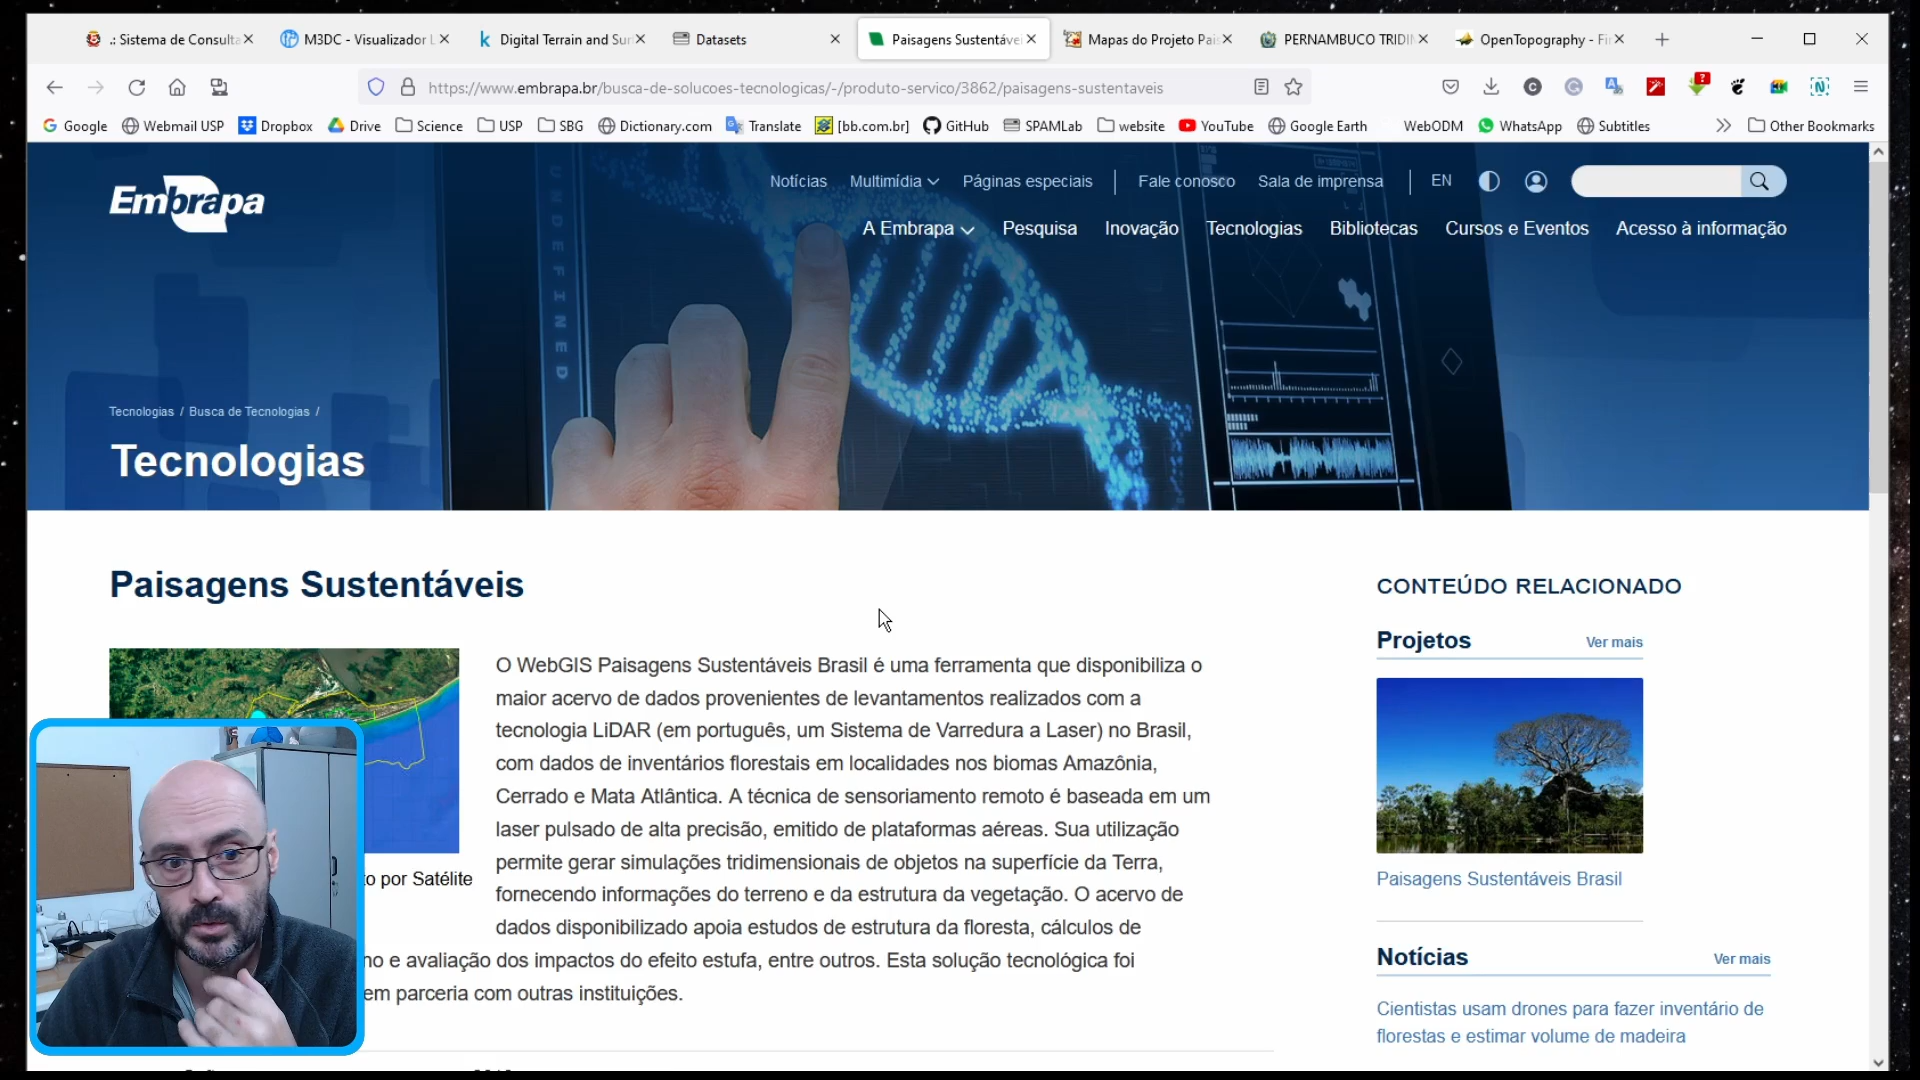 .: Sistema de Consulta
M3DC - Visualizador
Digital Terrain and Sur
Datasets
Paisagens Sustentáve
Mapas do Projeto Pai
PERNAMBUCO TRIDI
OpenTopography - Fi
https://www.embrapa.br/busca-de-solucoes-tecnologicas/-/produto-servico/3862/paisagens-sustentaveis
Google
Webmail USP
Dropbox
Drive
Science
USP
SBG
Dictionary.com
Translate
[bb.com.br]
GitHub
SPAMLab
website
YouTube
Google Earth
WebODM
WhatsApp
Subtitles
Other Bookmarks
Embrapa
Notícias
Multimídia
Páginas especiais
Fale conosco
Sala de imprensa
EN
A Embrapa
Pesquisa
Inovação
Tecnologias
Bibliotecas
Cursos e Eventos
Acesso à informação
UNDEFINED
Tecnologias / Busca de Tecnologias /
Tecnologias
Paisagens Sustentáveis
O WebGIS Paisagens Sustentáveis Brasil é uma ferramenta que disponibiliza o
maior acervo de dados provenientes de levantamentos realizados com a
tecnologia LiDAR (em português, um Sistema de Varredura a Laser) no Brasil,
com dados de inventários florestais em localidades nos biomas Amazônia,
Cerrado e Mata Atlântica. A técnica de sensoriamento remoto é baseada em um
laser pulsado de alta precisão, emitido de plataformas aéreas. Sua utilização
permite gerar simulações tridimensionais de objetos na superfície da Terra,
fornecendo informações do terreno e da estrutura da vegetação. O acervo de
dados disponibilizado apoia estudos de estrutura da floresta, cálculos de
no e avaliação dos impactos do efeito estufa, entre outros. Esta solução tecnológica foi
em parceria com outras instituições.
to por Satélite
CONTEÚDO RELACIONADO
Projetos
Ver mais
Paisagens Sustentáveis Brasil
Notícias
Ver mais
Cientistas usam drones para fazer inventário de
florestas e estimar volume de madeira